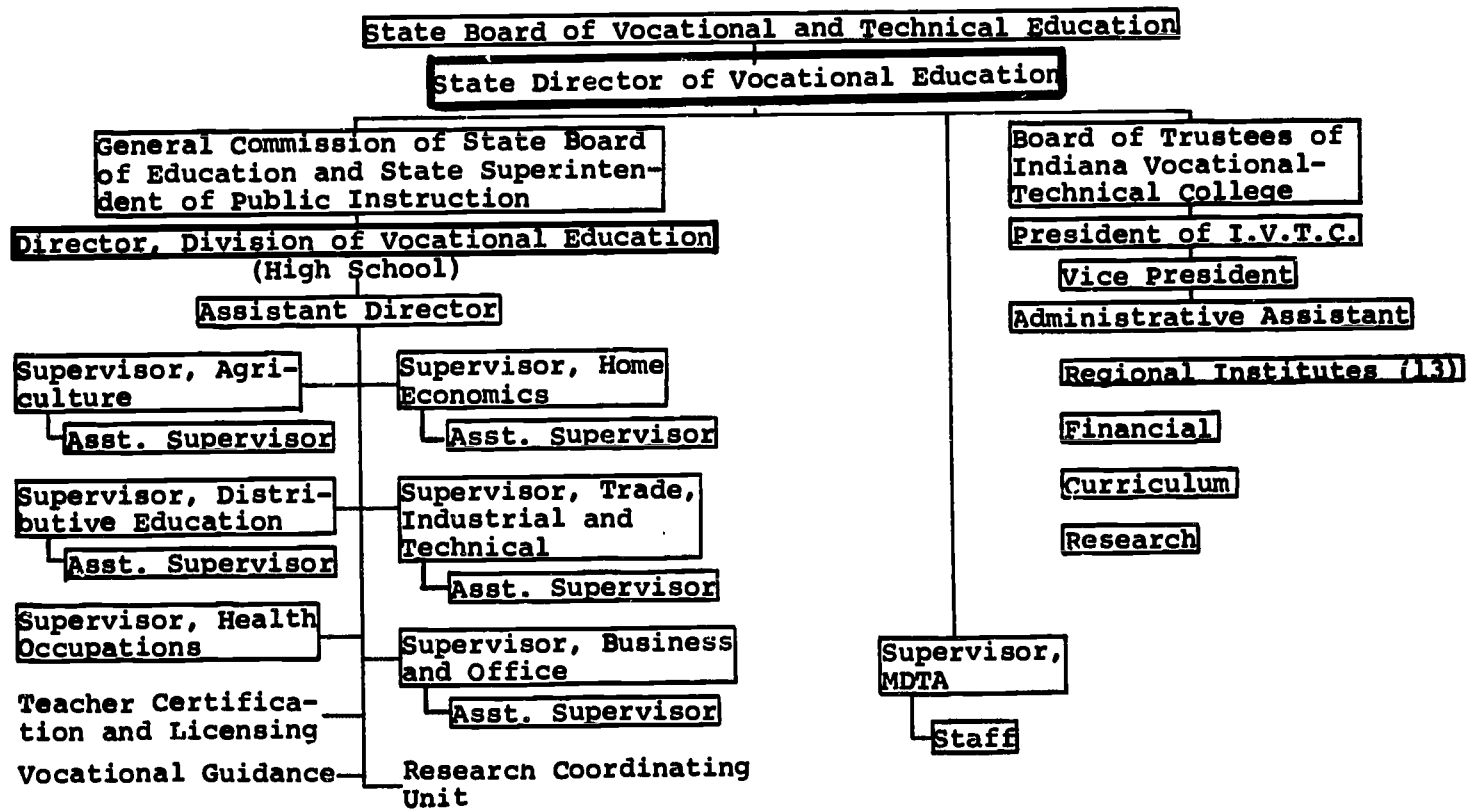 State Board of Vocational and Technical Education
State Director of Vocational Education
General Commission of State Board
of Education and State Superinten-
dent of Public Instruction
Director, Division of Vocational Education
(High School)
Assistant Director
Supervisor, Agri-
culture
Asst. Supervisor
Supervisor, Home
Economics
Asst. Supervisor
Supervisor, Distri-
butive Education
Asst. Supervisor
Supervisor, Trade,
Industrial and
Technical
Asst. Supervisor
Supervisor, Health
Occupations
Supervisor, Business
and Office
Asst. Supervisor
Teacher Certifica-
tion and Licensing
Vocational Guidance
Research Coordinating
Unit
Supervisor,
MDTA
Staff
Board of Trustees of
Indiana Vocational-
Technical College
President of I.V.T.C.
Vice President
Administrative Assistant
Regional Institutes (13)
Financial
Curriculum
Research